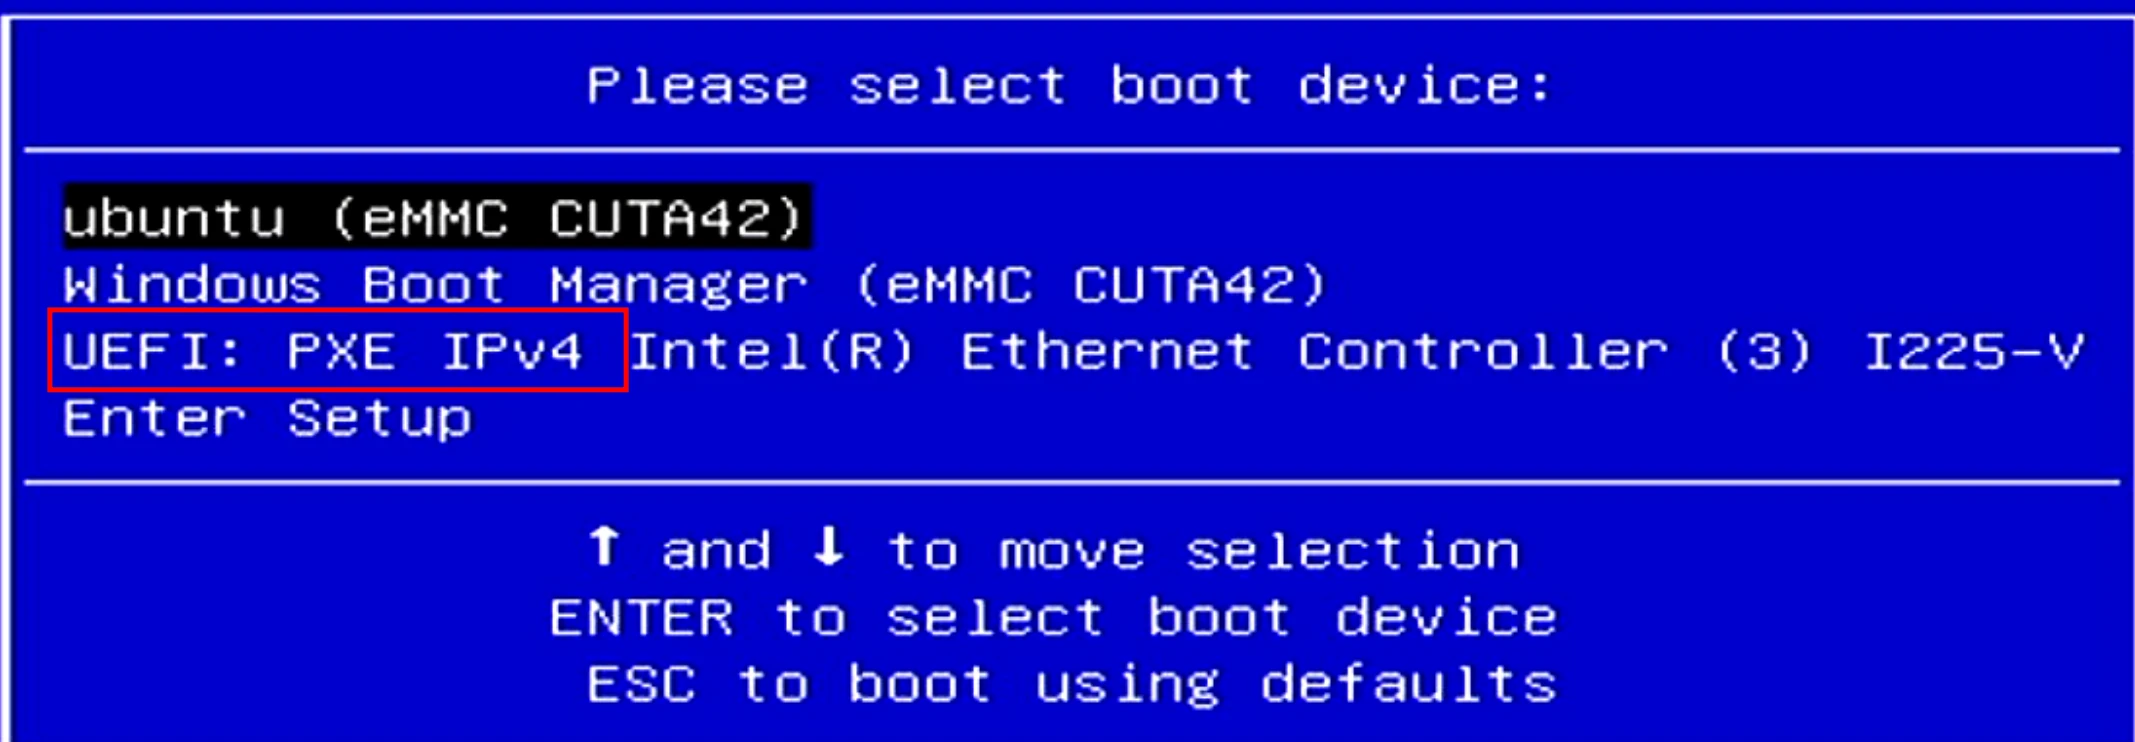 Please select boot device:
ubuntu (eMMC CUTA42)
Windows Boot Manager (eMMC CUTA42)
UEFI: PXE IPv4 Intel(R) Ethernet Controller (3) I225-V
Enter Setup
↑ and ↓ to move selection
ENTER to select boot device
ESC to boot using defaults